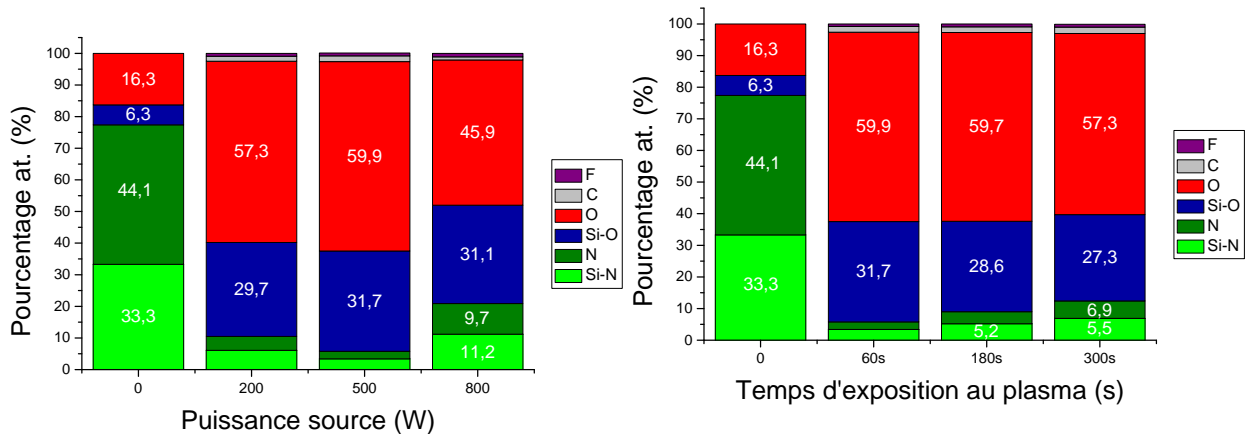 Pourcentage at. (%)
100
90
80
70
60
50
40
30
20
10
0
16,3
6,3
44,1
33,3
57,3
29,7
59,9
31,7
45,9
31,1
9,7
11,2
0
200
500
800
Puissance source (W)
F
C
O
Si-O
N
Si-N
Pourcentage at. (%)
100
90
80
70
60
50
40
30
20
10
0
16,3
6,3
44,1
33,3
59,9
31,7
59,7
28,6
5,2
57,3
27,3
6,9
5,5
0
60s
180s
300s
Temps d'exposition au plasma (s)
F
C
O
Si-O
N
Si-N